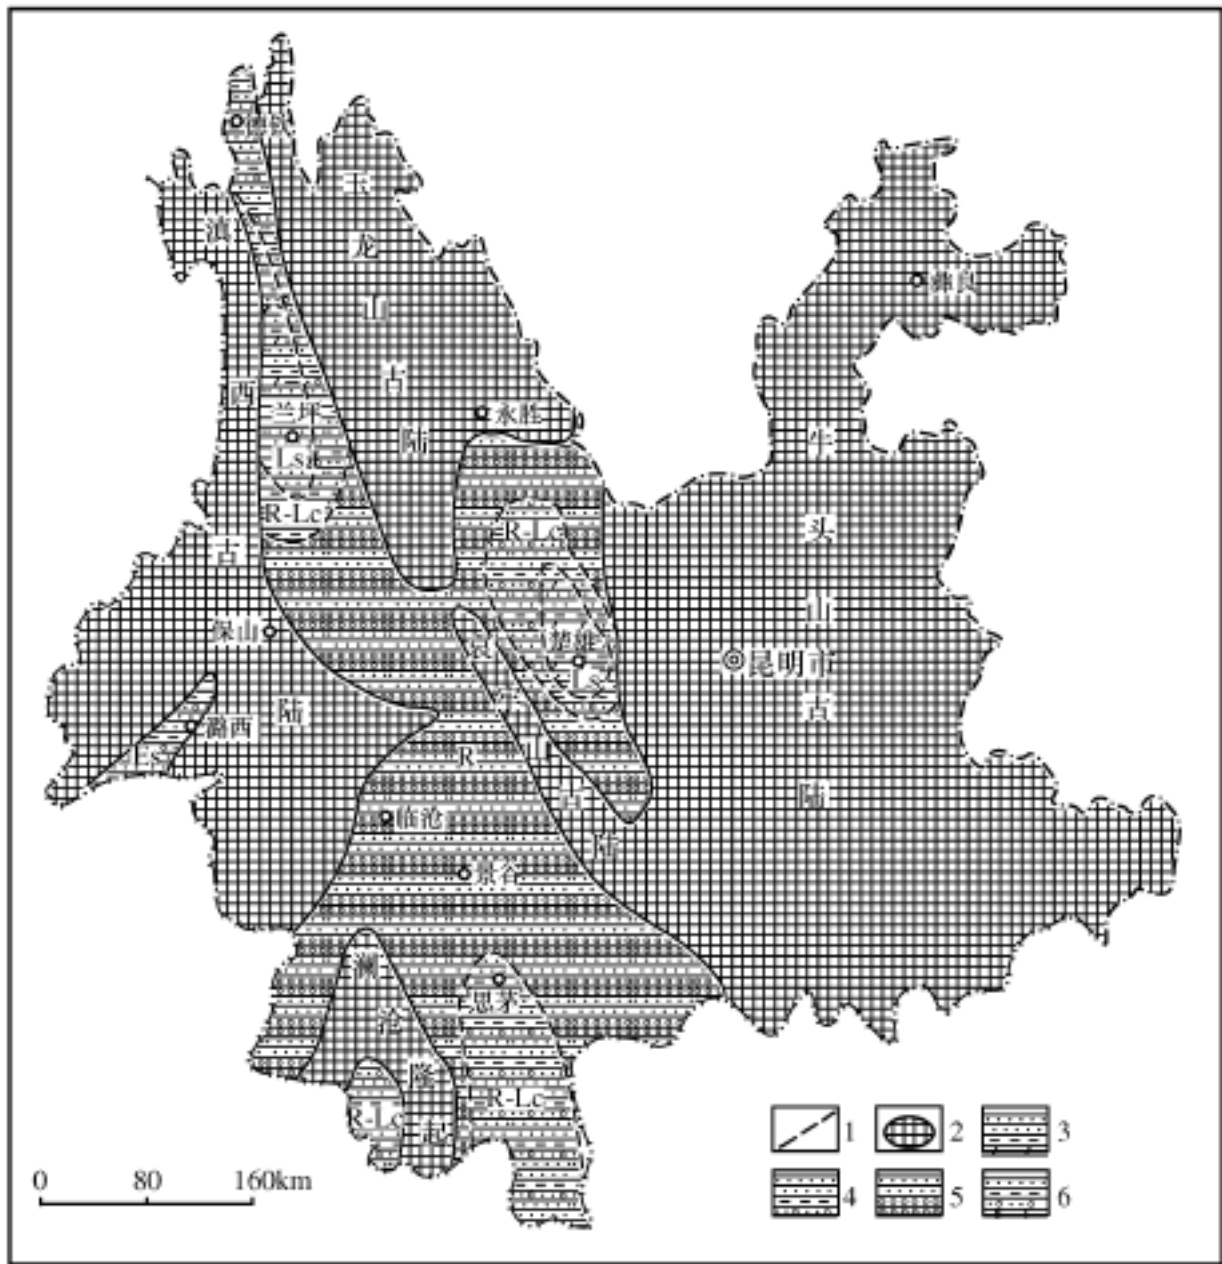 德钦
玉龙山古陆
滇西古陆
彝良
兰坪
Ls
R-Lc
永胜
牛头山古陆
R-Lc
保山
楚雄
Ls
昆明市
哀牢山古陆
潞西
Ls
R
临沧
景谷
澜沧隆起
思茅
R-Lc
R-Lc
1
2
3
4
5
6
0 80 160km